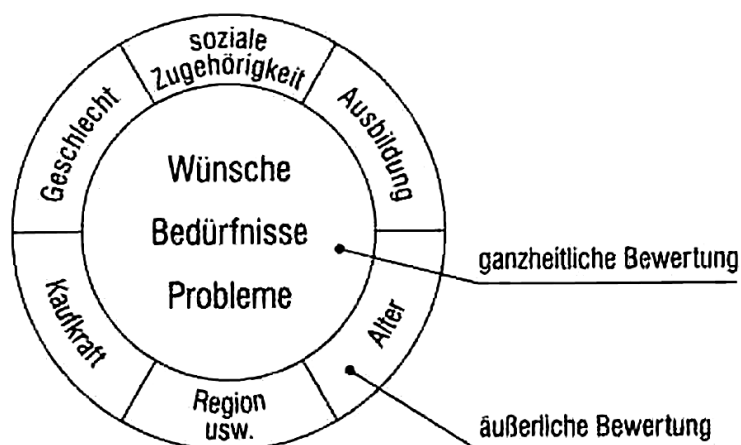 soziale
Zugehörigkeit
Geschlecht
Ausbildung
Wünsche
Bedürfnisse
Probleme
ganzheitliche Bewertung
Kaufkraft
Alter
Region
usw.
äußerliche Bewertung